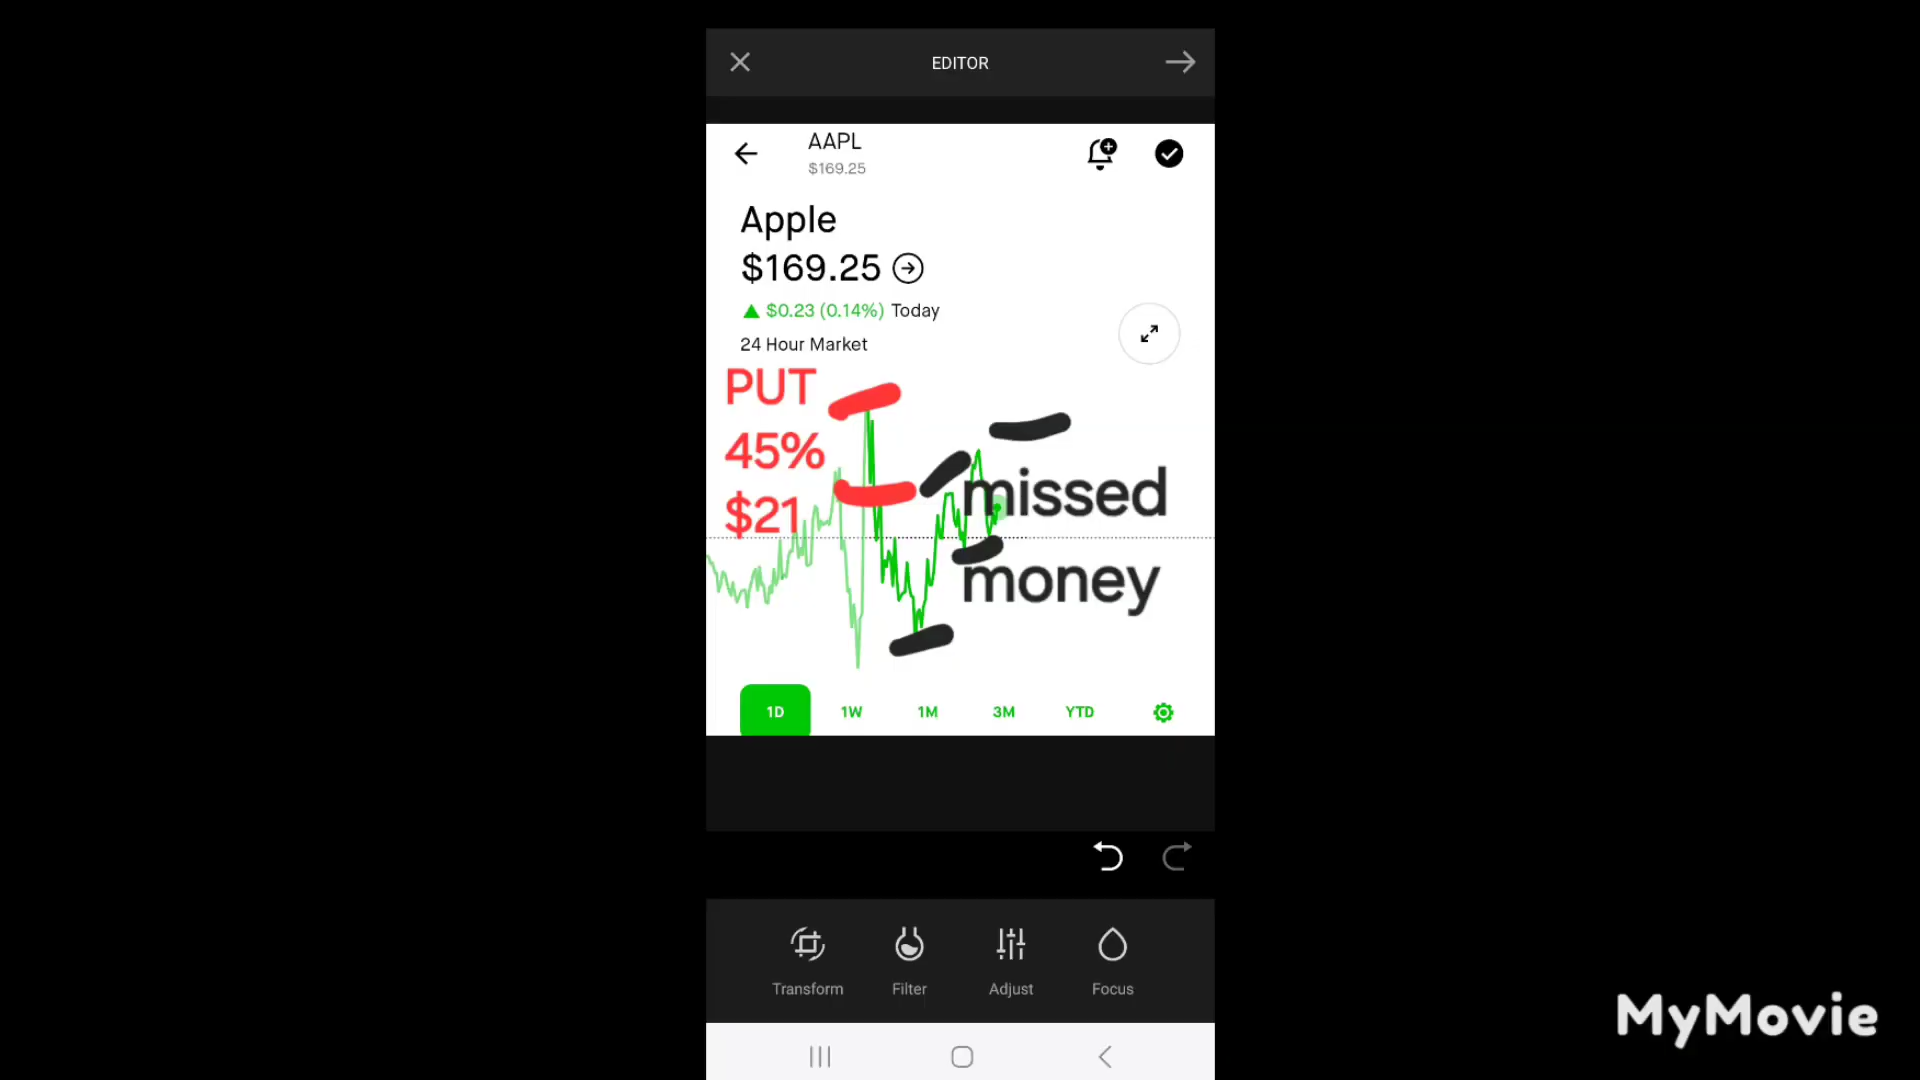 EDITOR
AAPL
$169.25
Apple
$169.25
$0.23 (0.14%) Today
24 Hour Market
PUT
45%
$21
missed
money
1D 1W 1M 3M YTD
Transform Filter Adjust Focus
MyMovie